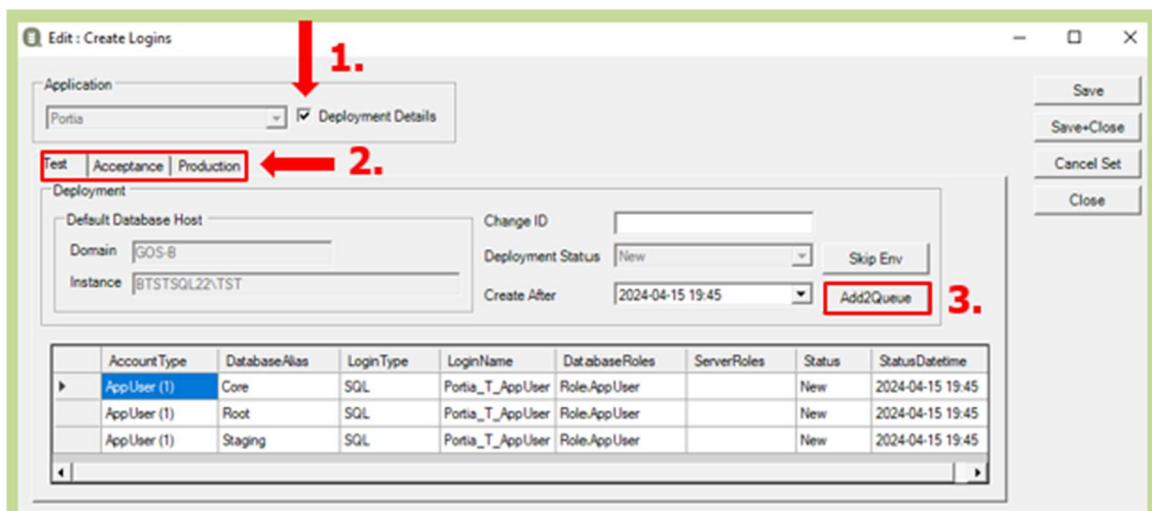 Edit : Create Logins
1.
Application
Portia
Deployment Details
Save
Save+Close
Cancel Set
Close
Test Acceptance Production
2.
Deployment
Default Database Host
Domain GOS-B
Instance BTSTSQL22\TST
Change ID
Deployment Status New Skip Env
Create After 2024-04-15 19:45 Add2Queue
3.
AccountType DatabaseAlias LoginType LoginName DatabaseRoles ServerRoles Status StatusDatetime
AppUser (1) Core SQL Portia_T_AppUser Role.AppUser New 2024-04-15 19:45
AppUser (1) Root SQL Portia_T_AppUser Role.AppUser New 2024-04-15 19:45
AppUser (1) Staging SQL Portia_T_AppUser Role.AppUser New 2024-04-15 19:45